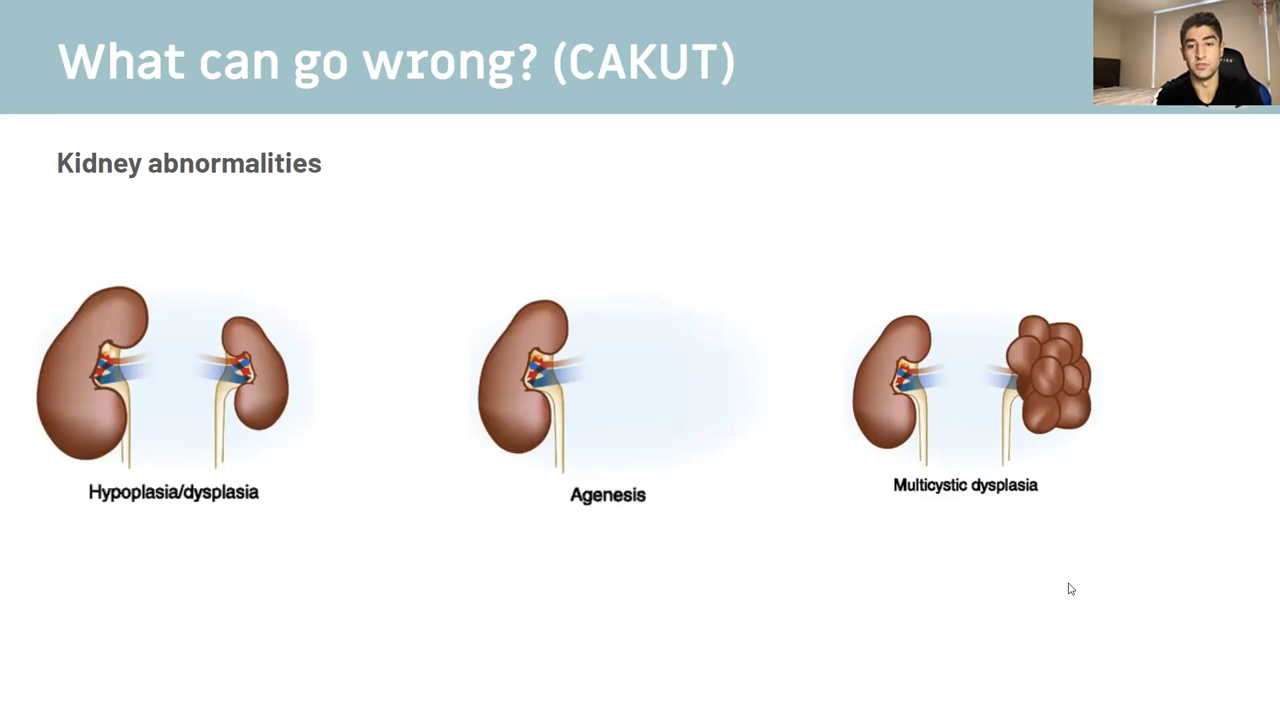 What can go wrong? (CAKUT)
Kidney abnormalities
Hypoplasia/dysplasia
Agenesis
Multicystic dysplasia